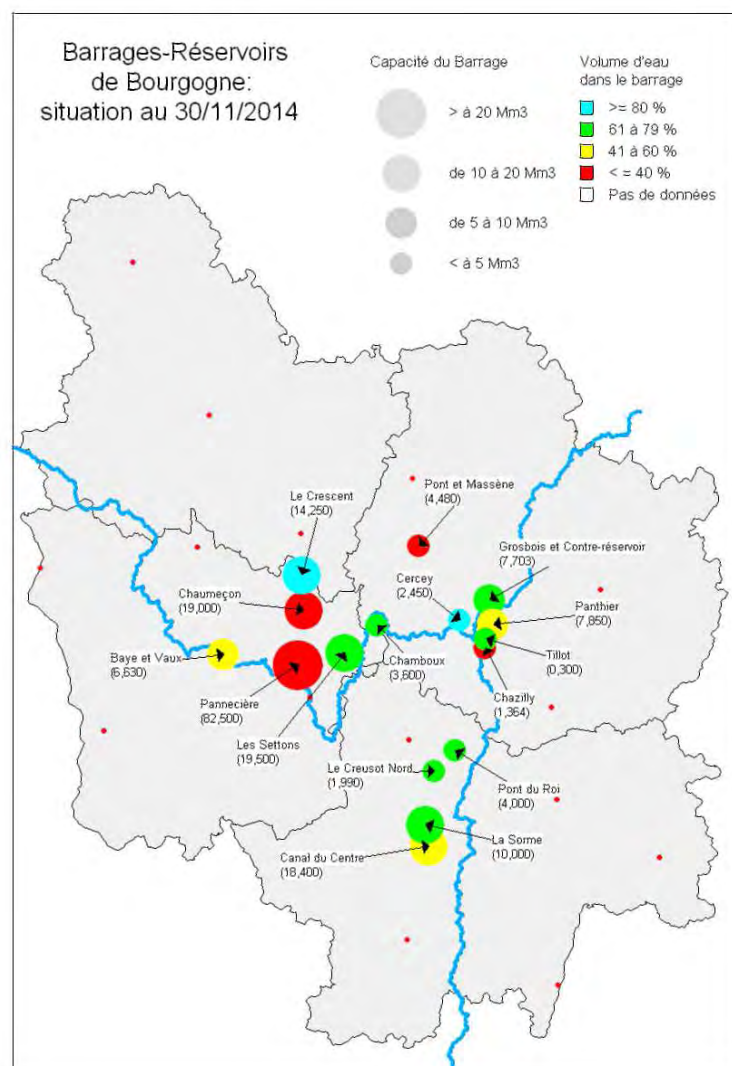 Barrages-Réservoirs
de Bourgogne:
situation au 30/11/2014
Capacité du Barrage
> à 20 Mm3
de 10 à 20 Mm3
de 5 à 10 Mm3
< à 5 Mm3
Volume d'eau
dans le barrage
>= 80 %
61 à 79 %
41 à 60 %
< = 40 %
Pas de données
Le Crescent
(14,250)
Pont et Massène
(4,480)
Grosbois et Contre-réservoir
(7,703)
Chaumeçon
(19,000)
Cercey
(2,450)
Panthier
(7,850)
Baye et Vaux
(6,630)
Chamboux
(3,600)
Tillot
(0,300)
Pannecière
(82,500)
Chazilly
(1,364)
Les Settons
(19,500)
Le Creusot Nord
(1,990)
Pont du Roi
(4,000)
La Sorme
(10,000)
Canal du Centre
(18,400)